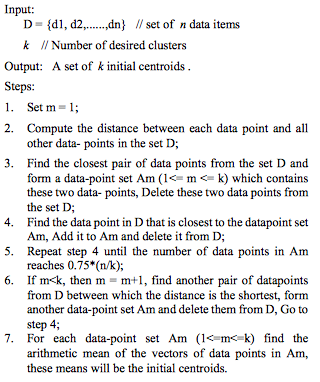 Input:
D = {d1, d2,......,dn} // set of n data items
k // Number of desired clusters
Output: A set of k initial centroids .
Steps:
1. Set m = 1;
2. Compute the distance between each data point and all
other data- points in the set D;
3. Find the closest pair of data points from the set D and
form a data-point set Am (1<= m <= k) which contains
these two data- points, Delete these two data points from
the set D;
4. Find the data point in D that is closest to the datapoint set
Am, Add it to Am and delete it from D;
5. Repeat step 4 until the number of data points in Am
reaches 0.75*(n/k);
6. If m<k, then m = m+1, find another pair of datapoints
from D between which the distance is the shortest, form
another data-point set Am and delete them from D, Go to
step 4;
7. For each data-point set Am (1<=m<=k) find the
arithmetic mean of the vectors of data points in Am,
these means will be the initial centroids.